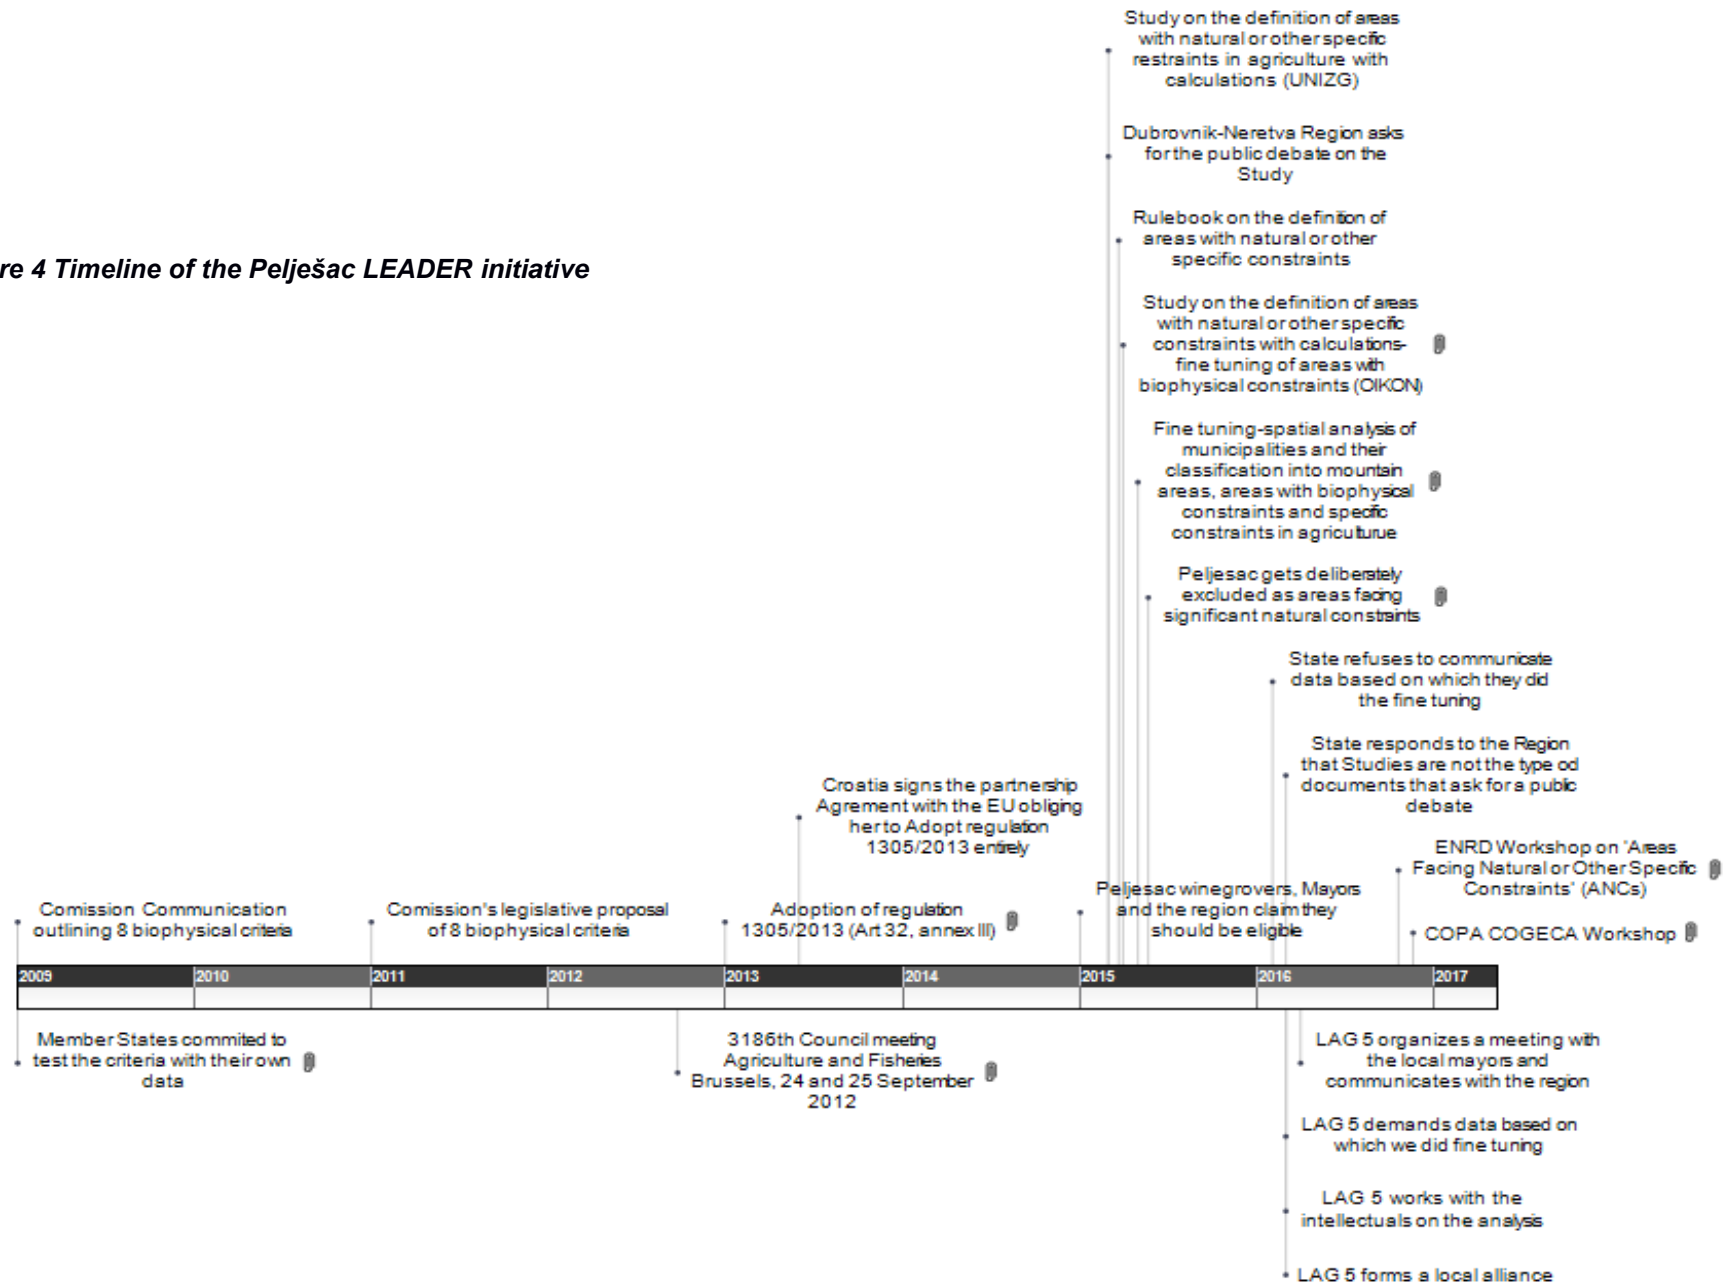 Study on the definition of areas
with natural or other specific
restraints in agriculture with
calculations (UNIZG)
Dubrovnik-Neretva Region asks
for the public debate on the
Study
Rulebook on the definition of
areas with natural or other
specific constraints
re 4 Timeline of the Pelješac LEADER initiative
Study on the definition of areas
with natural or other specific
constraints with calculations-
fine tuning of areas with
biophysical constraints (OIKON)
Fine tuning-spatial analysis of
municipalities and their
classification into mountain
areas, areas with biophysical
constraints and specific
constraints in agricuturue
Peljesac gets deliberately
excluded as areas facing
significant natural constraints
State refuses to communicate
data based on which they did
the fine tuning
State responds to the Region
that Studies are not the type od
documents that ask for a public
debate
Croatia signs the partnership
Agrement with the EU obliging
her to Adopt regulation
1305/2013 entirely
ENRD Workshop on 'Areas
Facing Natural or Other Specific
Constraints' (ANCs)
Peljesac winegrovers, Mayors
and the region claim they
should be eligible
Comission Communication
outlining 8 biophysical criteria
Comission's legislative proposal
of 8 biophysical criteria
Adoption of regulation
1305/2013 (Art 32, annex III)
COPA COGECA Workshop
2009 2010 2011 2012 2013 2014 2015 2016 2017
Member States commited to
test the criteria with their own
data
3186th Council meeting
Agriculture and Fisheries
Brussels, 24 and 25 September
2012
LAG 5 organizes a meeting with
the local mayors and
communicates with the region
LAG 5 demands data based on
which we did fine tuning
LAG 5 works with the
intellectuals on the analysis
LAG 5 forms a local alliance